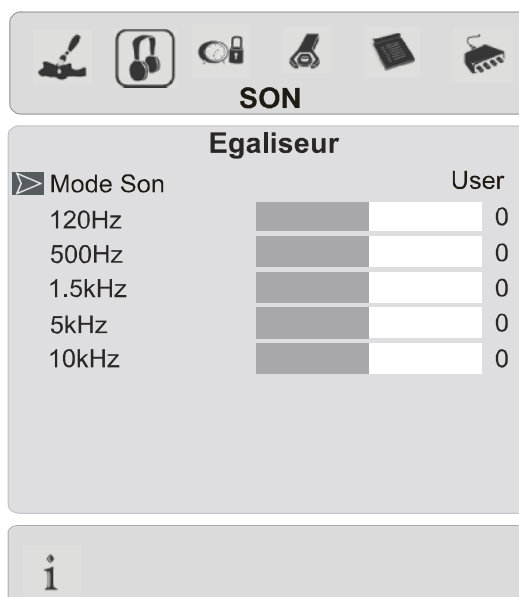 SON
Egaliseur
Mode Son User
120Hz 0
500Hz 0
1.5kHz 0
5kHz 0
10kHz 0
i